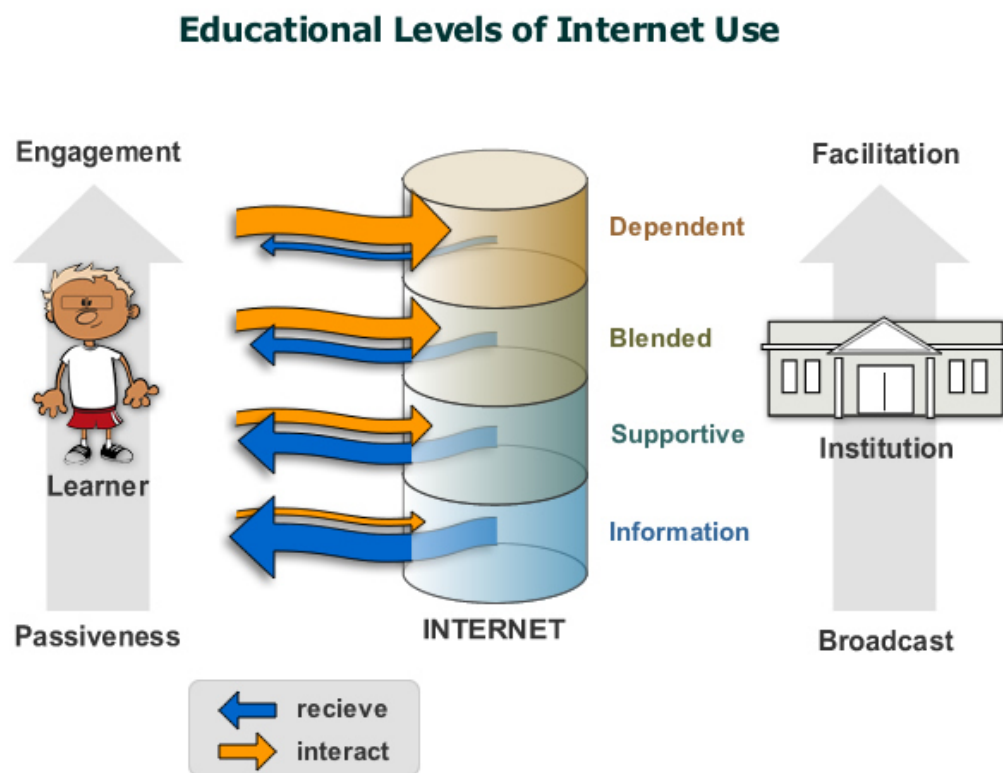 Educational Levels of Internet Use
Engagement
Facilitation
Dependent
Blended
Supportive
Information
Learner
Institution
Passiveness
INTERNET
Broadcast
recieve
interact